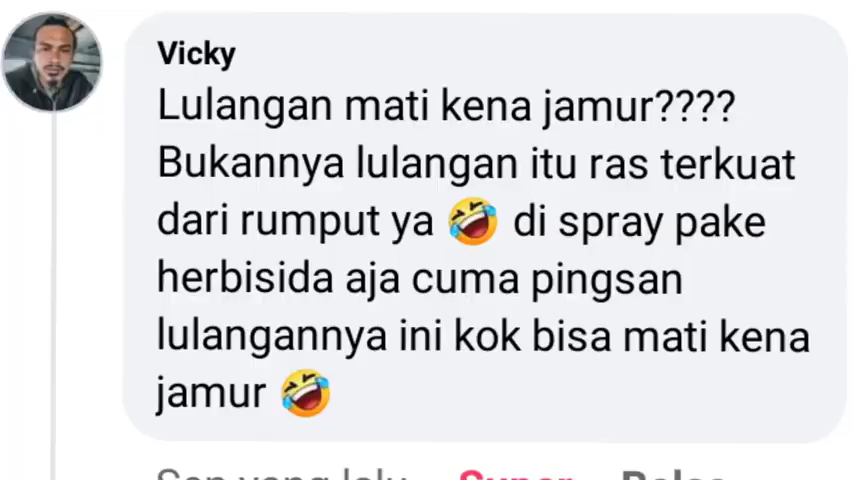 Vicky
Lulangan mati kena jamur????
Bukannya lulangan itu ras terkuat
dari rumput ya 🤣 di spray pake
herbisida aja cuma pingsan
lulangannya ini kok bisa mati kena
jamur 🤣